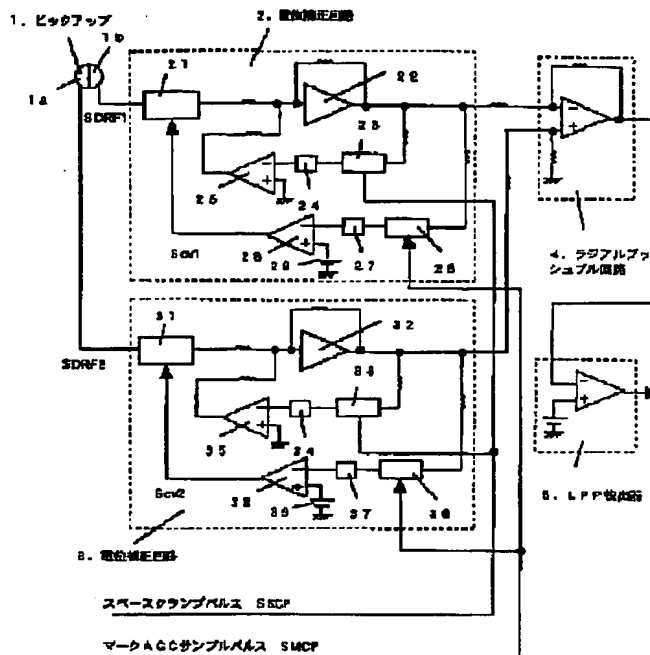 1. ピックアップ
1b
1a
2. 電位補正回路
21
22
23
24
25
SDRF1
Scv1
28
29
27
26
4. ラジアルプッ
シュプル回路
31
32
33
34
35
SDRF2
Scv2
38
39
37
36
5. LPP検出器
3. 電位補正回路
スペースクランプパルス SSCP
マークAGCサンプルパルス SMCP